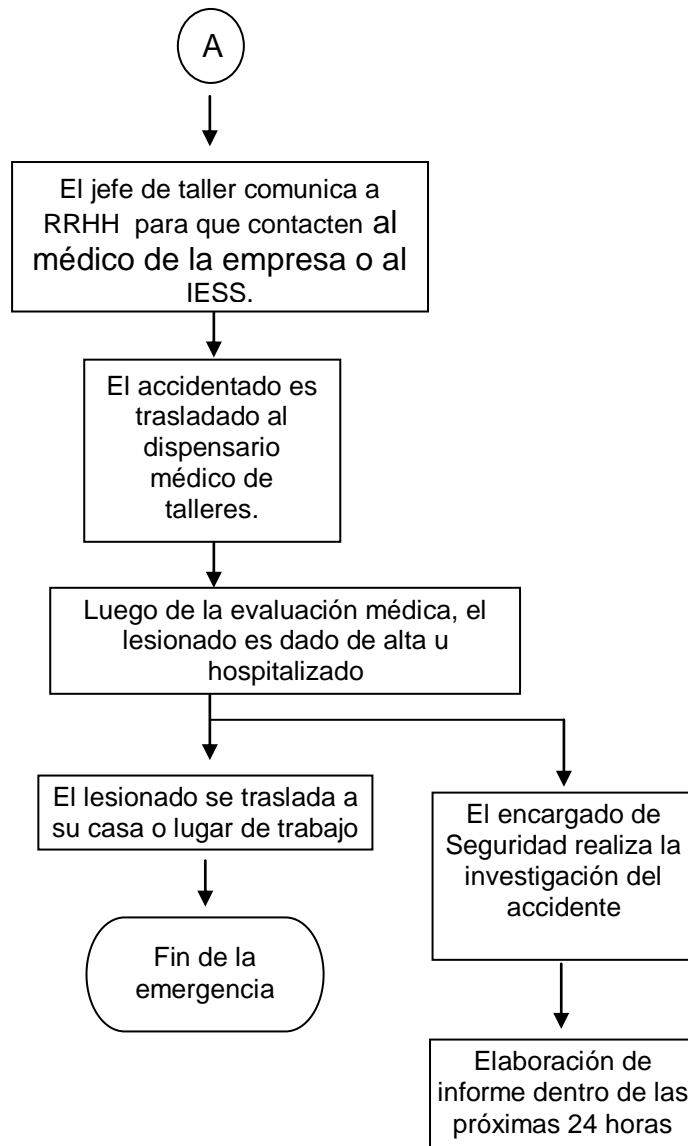 A
El jefe de taller comunica a
RRHH para que contacten al
médico de la empresa o al
IESS.
El accidentado es
trasladado al
dispensario
médico de
talleres.
Luego de la evaluación médica, el
lesionado es dado de alta u
hospitalizado
El lesionado se traslada a
su casa o lugar de trabajo
Fin de la
emergencia
El encargado de
Seguridad realiza la
investigación del
accidente
Elaboración de
informe dentro de las
próximas 24 horas